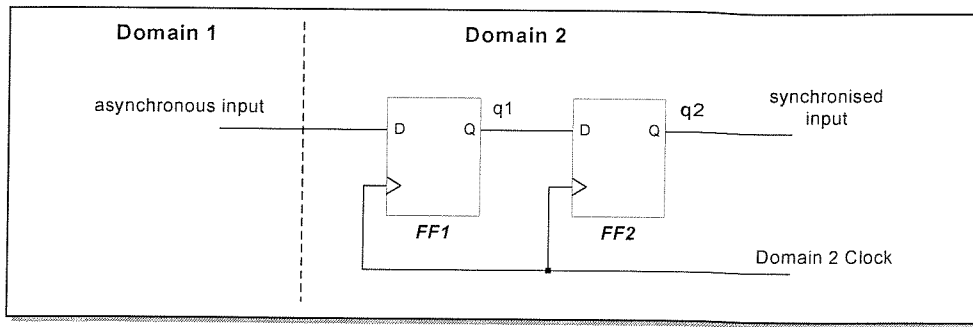 Domain 1
Domain 2
asynchronous input
D
Q
q1
D
Q
q2
synchronised
input
FF1
FF2
Domain 2 Clock